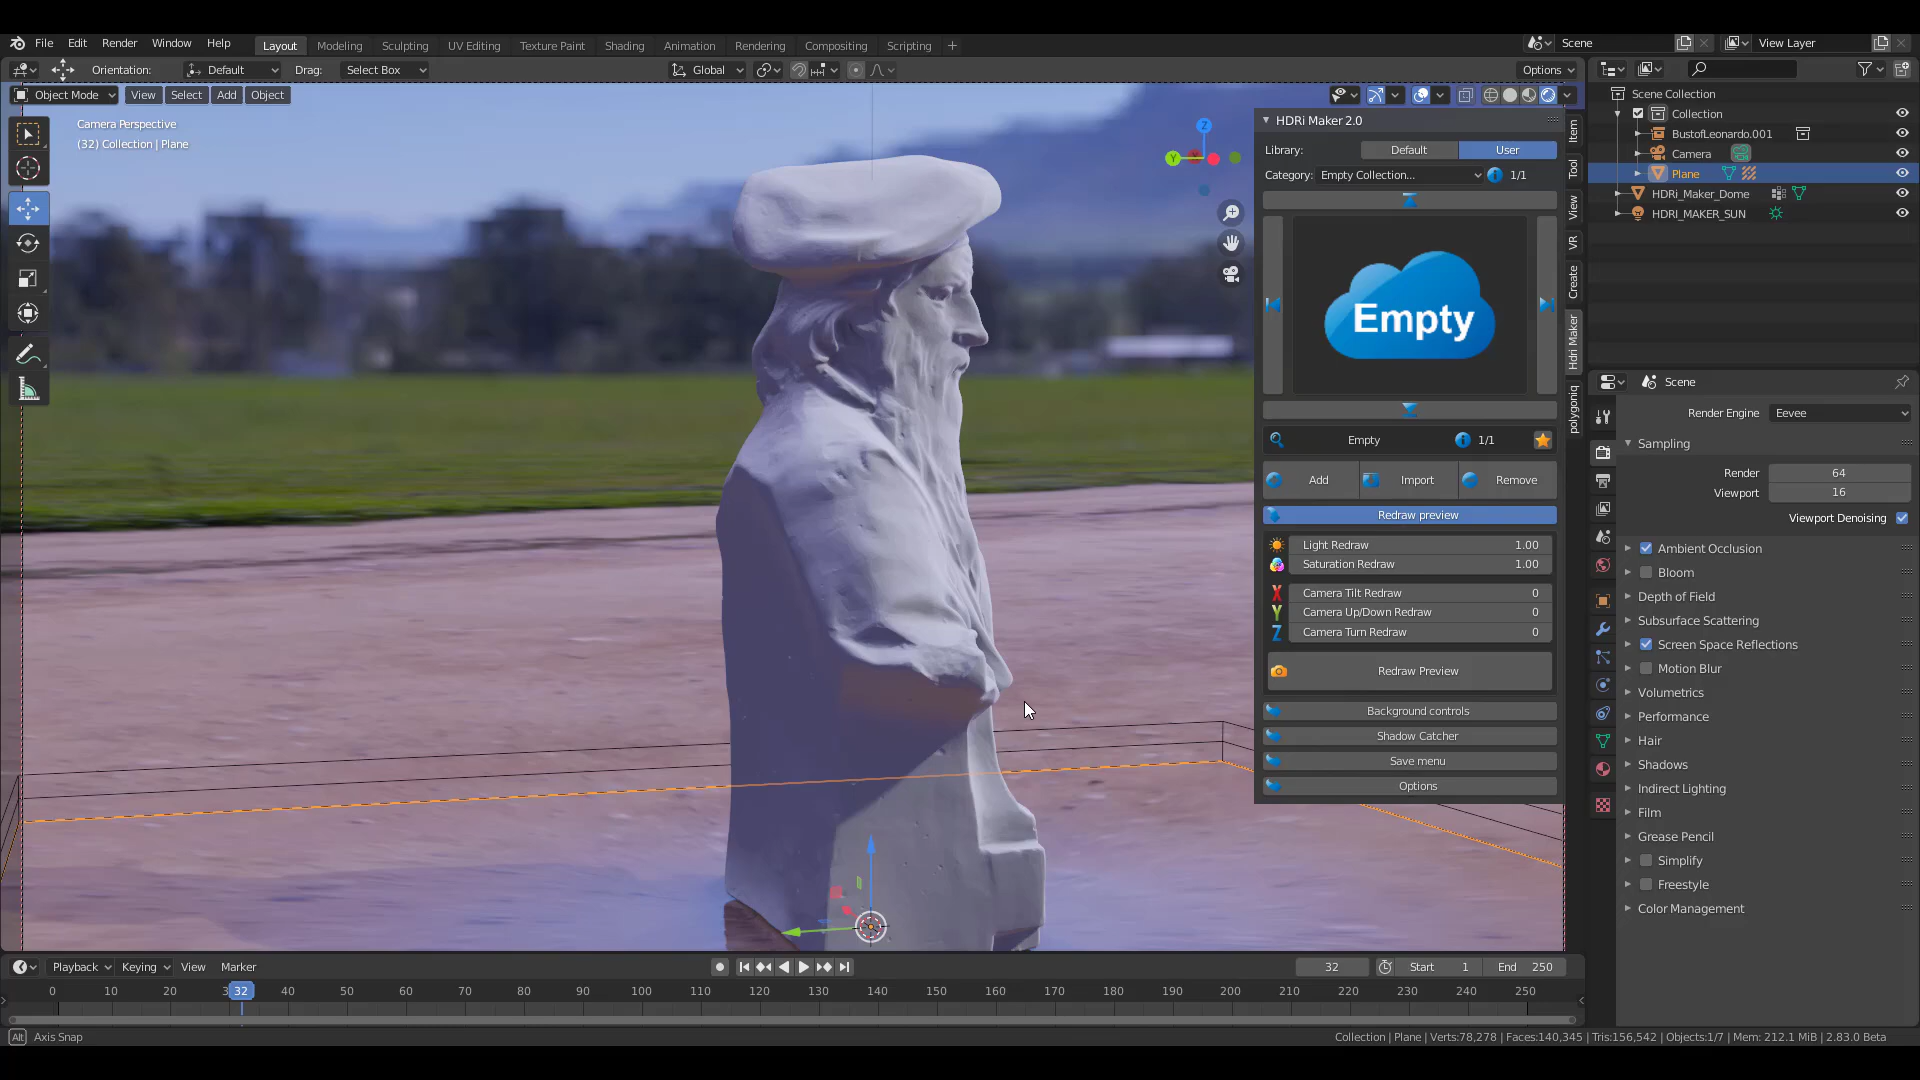 File Edit Render Window Help Layout Modeling Sculpting UV Editing Texture Paint Shading Animation Rendering Compositing Scripting + Scene View Layer
Orientation: Default Drag: Select Box Global Options
Object Mode View Select Add Object
Camera Perspective
(32) Collection | Plane
Z
Y
X
HDRi Maker 2.0
Library: Default User
Category: Empty Collection... 1/1
Empty
Empty 1/1
Add Import Remove
Redraw preview
Light Redraw 1.00
Saturation Redraw 1.00
X Camera Tilt Redraw 0
Y Camera Up/Down Redraw 0
Z Camera Turn Redraw 0
Redraw Preview
Background controls
Shadow Catcher
Save menu
Options
Item
Tool
View
VR
Create
Hdri Maker
polygoniq
Scene Collection
Collection
BustofLeonardo.001
Camera
Plane
HDRi_Maker_Dome
HDRI_MAKER_SUN
Scene
Render Engine Eevee
Sampling
Render 64
Viewport 16
Viewport Denoising
Ambient Occlusion
Bloom
Depth of Field
Subsurface Scattering
Screen Space Reflections
Motion Blur
Volumetrics
Performance
Hair
Shadows
Indirect Lighting
Film
Grease Pencil
Simplify
Freestyle
Color Management
Playback Keying View Marker 32 Start 1 End 250
0 10 20 3 32 40 50 60 70 80 90 100 110 120 130 140 150 160 170 180 190 200 210 220 230 240 250
Alt Axis Snap Collection | Plane | Verts:78,278 | Faces:140,345 | Tris:156,542 | Objects:1/7 | Mem: 212.1 MiB | 2.83.0 Beta